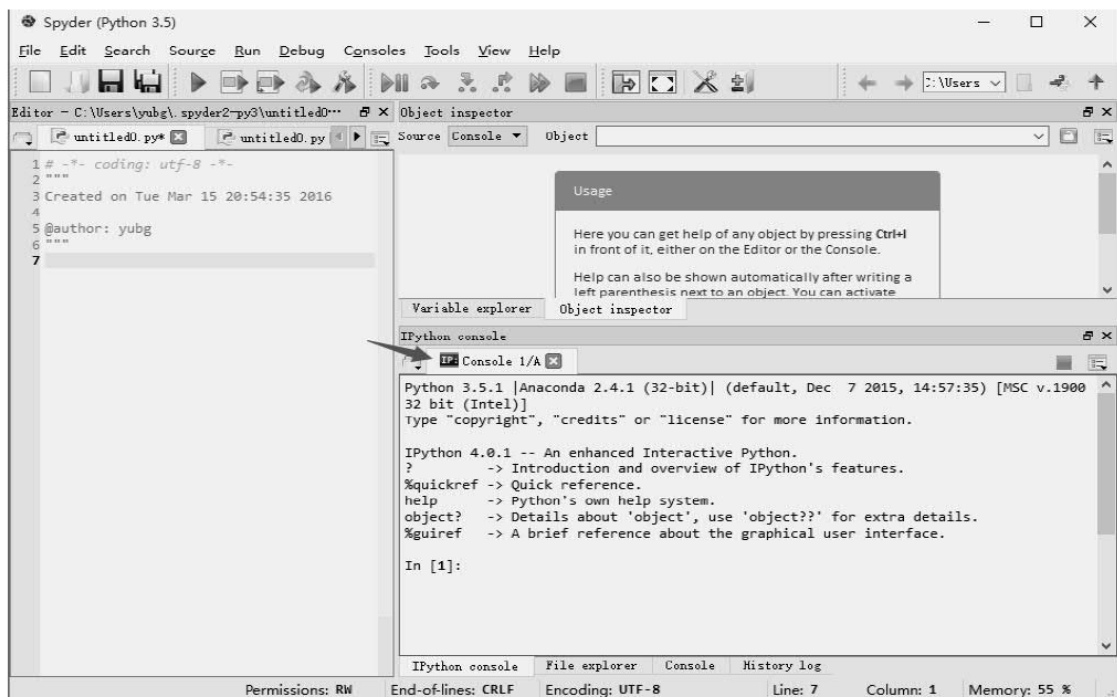 Spyder (Python 3.5)
File Edit Search Source Run Debug Consoles Tools View Help
C:\Users
Editor - C:\Users\yubg\.spyder2-py3\untitled0···
untitled0.py* untitled0.py
1 # -*- coding: utf-8 -*-
2 """
3 Created on Tue Mar 15 20:54:35 2016
4
5 @author: yubg
6 """
7
Object inspector
Source Console Object
Usage
Here you can get help of any object by pressing Ctrl+I
in front of it, either on the Editor or the Console.
Help can also be shown automatically after writing a
left parenthesis next to an object. You can activate
Variable explorer Object inspector
IPython console
IP: Console 1/A
Python 3.5.1 |Anaconda 2.4.1 (32-bit)| (default, Dec  7 2015, 14:57:35) [MSC v.1900
32 bit (Intel)]
Type "copyright", "credits" or "license" for more information.
IPython 4.0.1 -- An enhanced Interactive Python.
?         -> Introduction and overview of IPython's features.
%quickref -> Quick reference.
help      -> Python's own help system.
object?   -> Details about 'object', use 'object??' for extra details.
%guiref   -> A brief reference about the graphical user interface.
In [1]:
IPython console File explorer Console History log
Permissions: RW End-of-lines: CRLF Encoding: UTF-8 Line: 7 Column: 1 Memory: 55 %